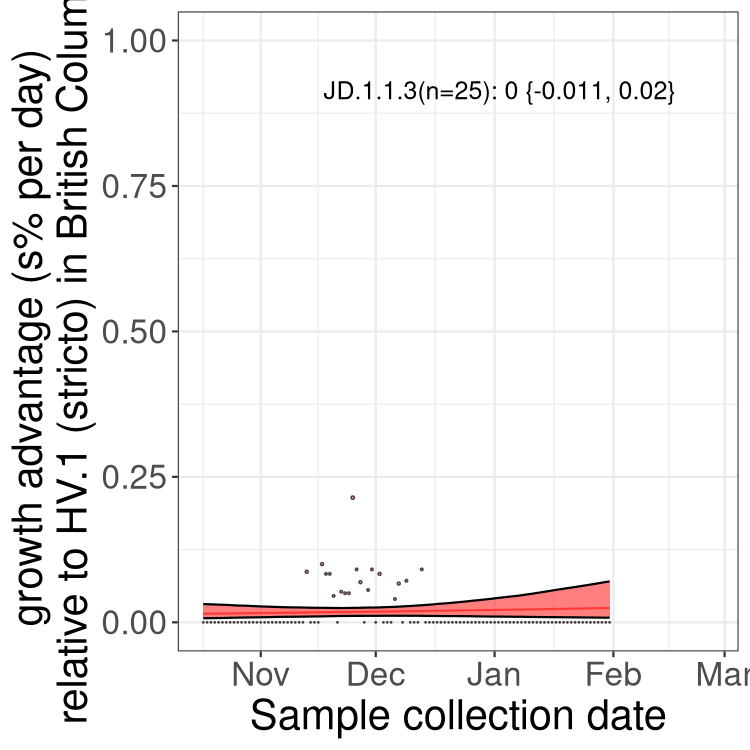 growth advantage (s% per day)
relative to HV.1 (stricto) in British Colum
1.00
0.75
0.50
0.25
0.00
JD.1.1.3(n=25): 0 {-0.011, 0.02}
Nov Dec Jan Feb Mar
Sample collection date